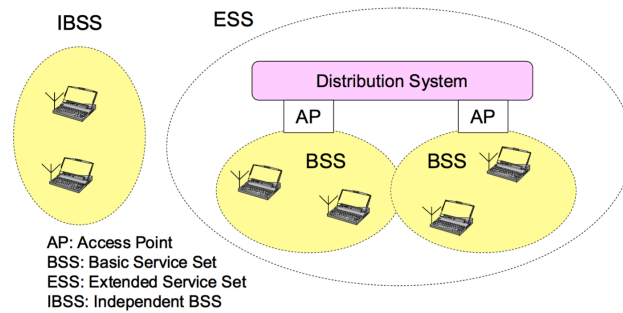 IBSS
ESS
Distribution System
AP
AP
BSS
BSS
AP: Access Point
BSS: Basic Service Set
ESS: Extended Service Set
IBSS: Independent BSS